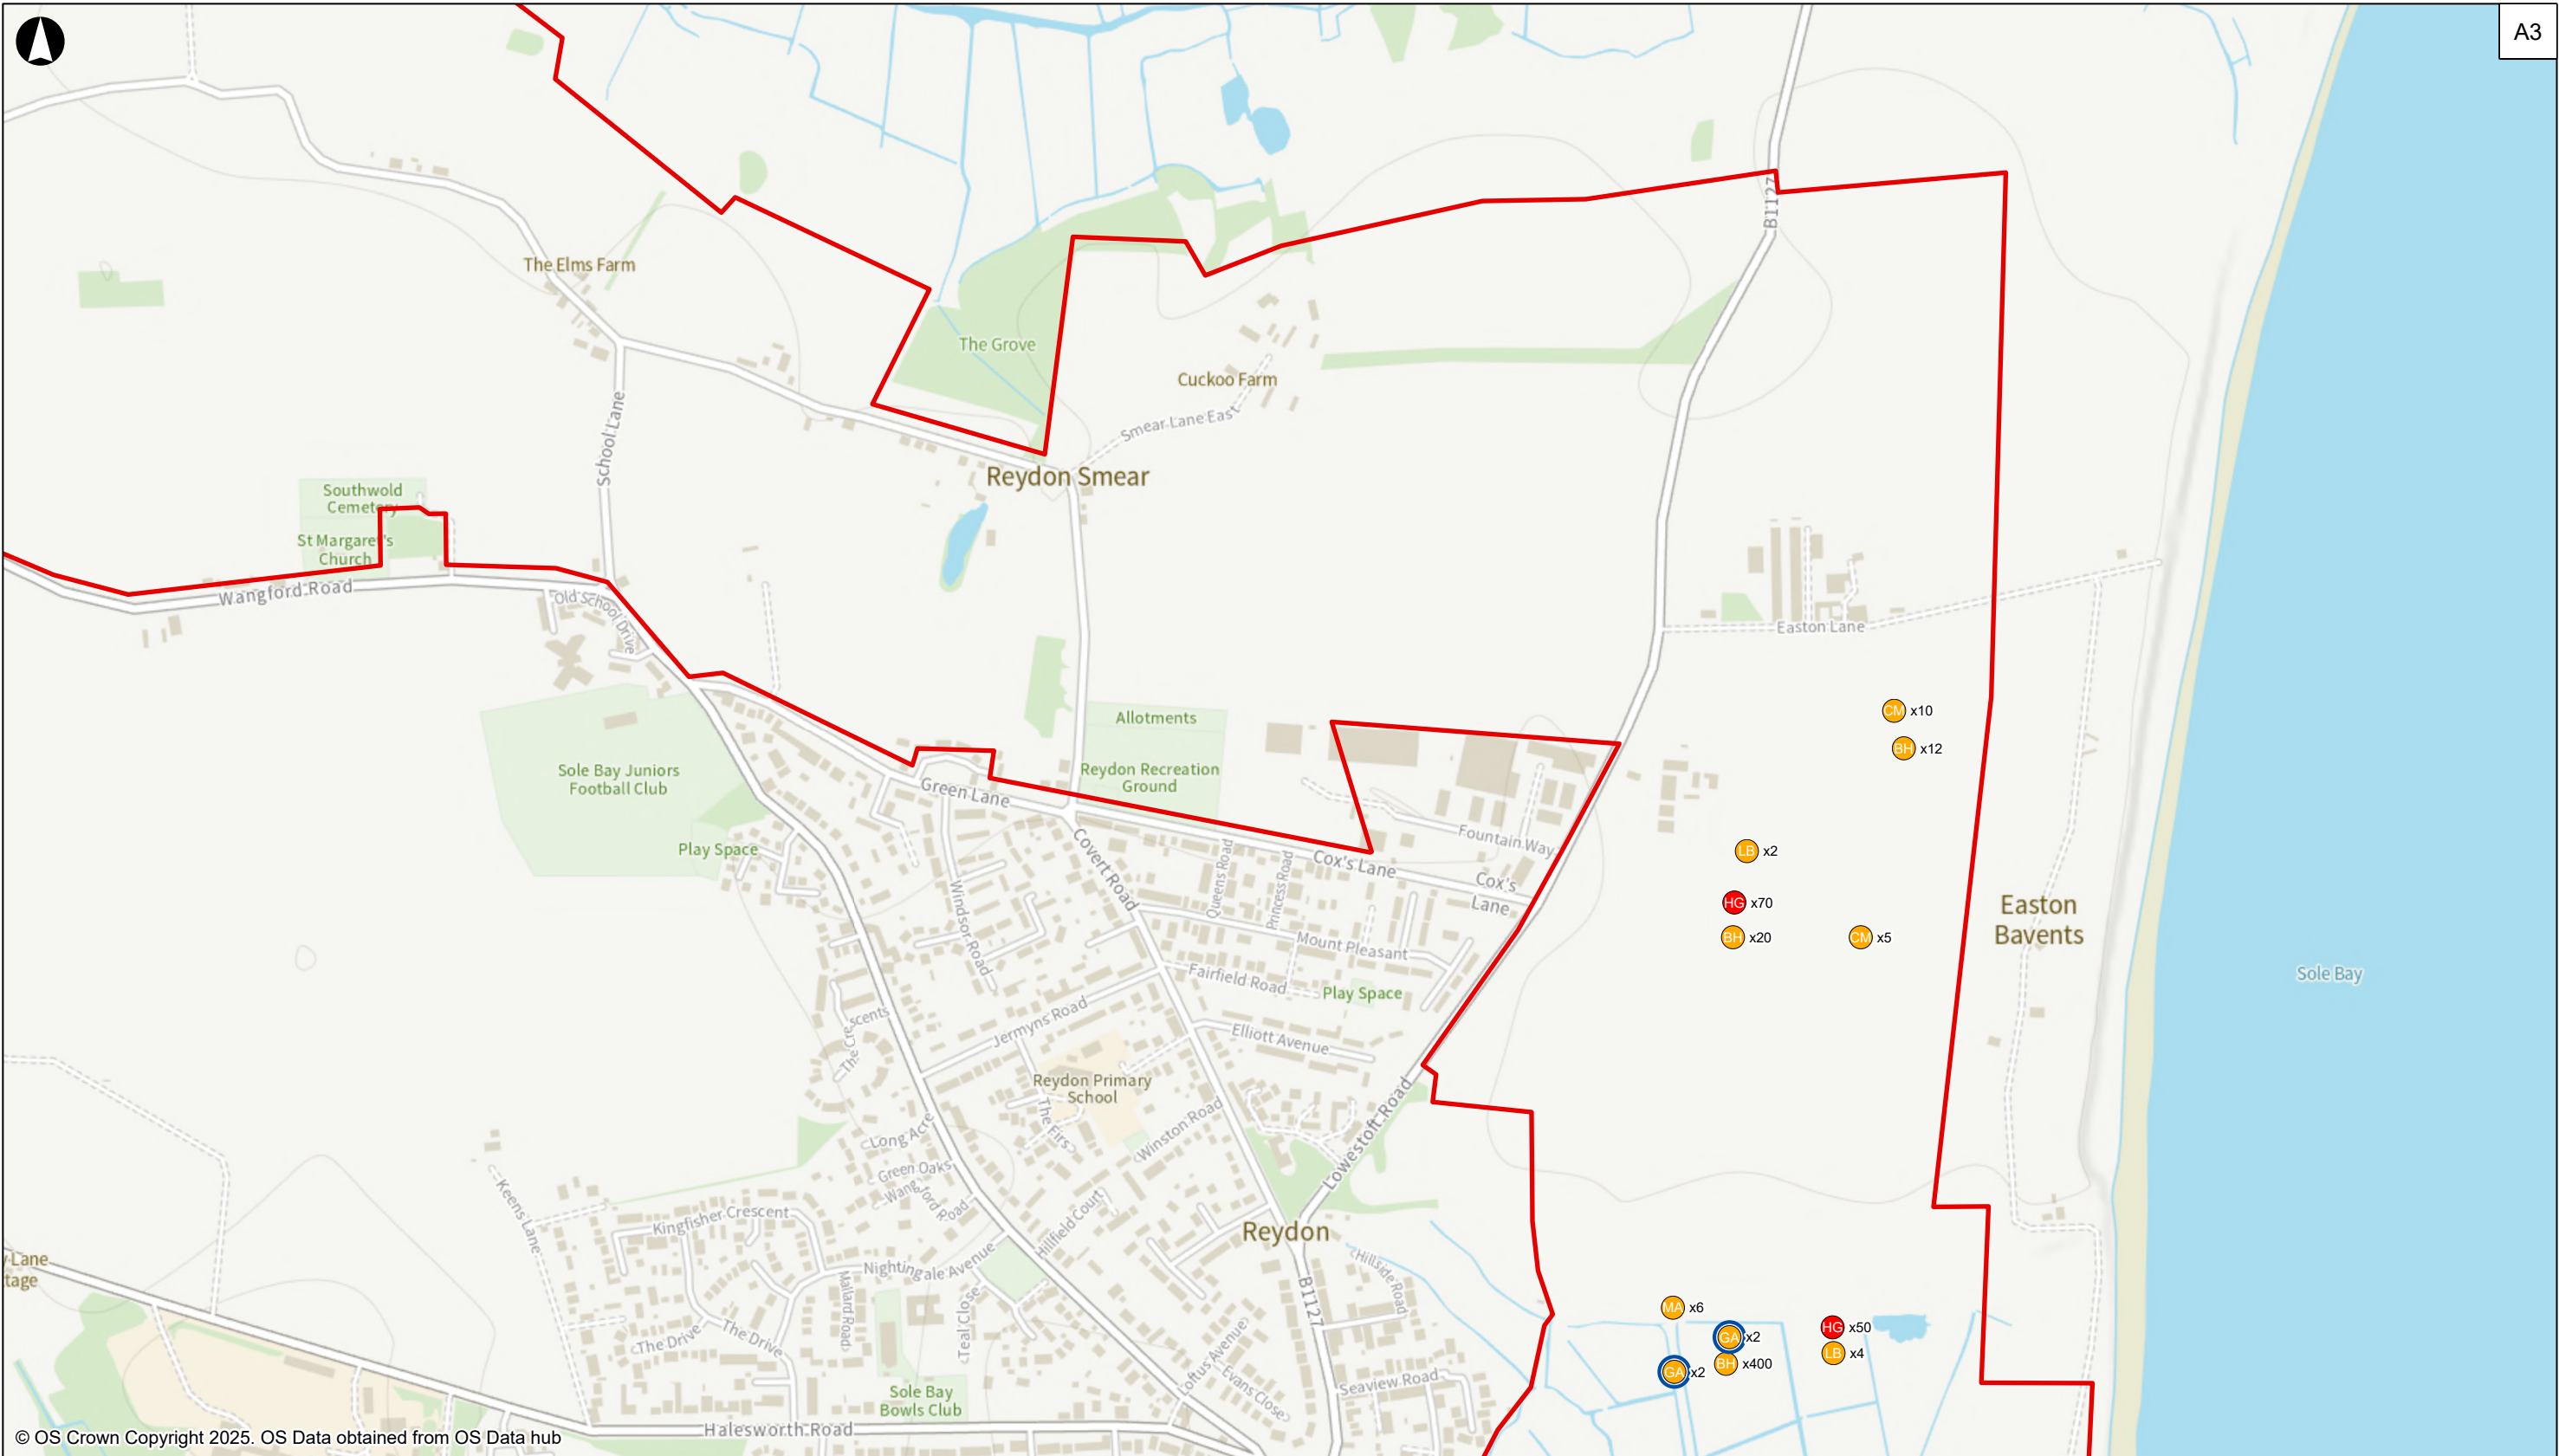 A3
B1127
The Elms Farm
The Grove
Cuckoo Farm
Smear Lane East
School Lane
Reydon Smear
Southwold
Cemetery
St Margaret's
Church
Wangford Road
Old School Drive
Easton Lane
CM x10
BH x12
Allotments
Reydon Recreation
Ground
Sole Bay Juniors
Football Club
Green Lane
Play Space
Covert Road
Fountain Way
Cox's Lane
Cox's
Lane
Queens Road
Princess Road
Windsor Road
Mount Pleasant
Fairfield Road
Play Space
LB x2
HG x70
BH x20
CM x5
Easton
Bavents
Sole Bay
The Crescents
Jermyns Road
Elliott Avenue
Reydon Primary
School
The Firs
Winston Road
Long Acre
Green Oaks
Wangford Road
Lowestoft Road
Keens Lane
Kingfisher Crescent
Hillfield Court
Reydon
Nightingale Avenue
Hillside Road
y Lane
ttage
Mallard Road
Teal Close
B1127
The Drive
The Drive
Loftus Avenue
Evans Close
Seaview Road
MA x6
GA x2
BH x400
GA x2
HG x50
LB x4
Sole Bay
Bowls Club
Halesworth Road
© OS Crown Copyright 2025. OS Data obtained from OS Data hub